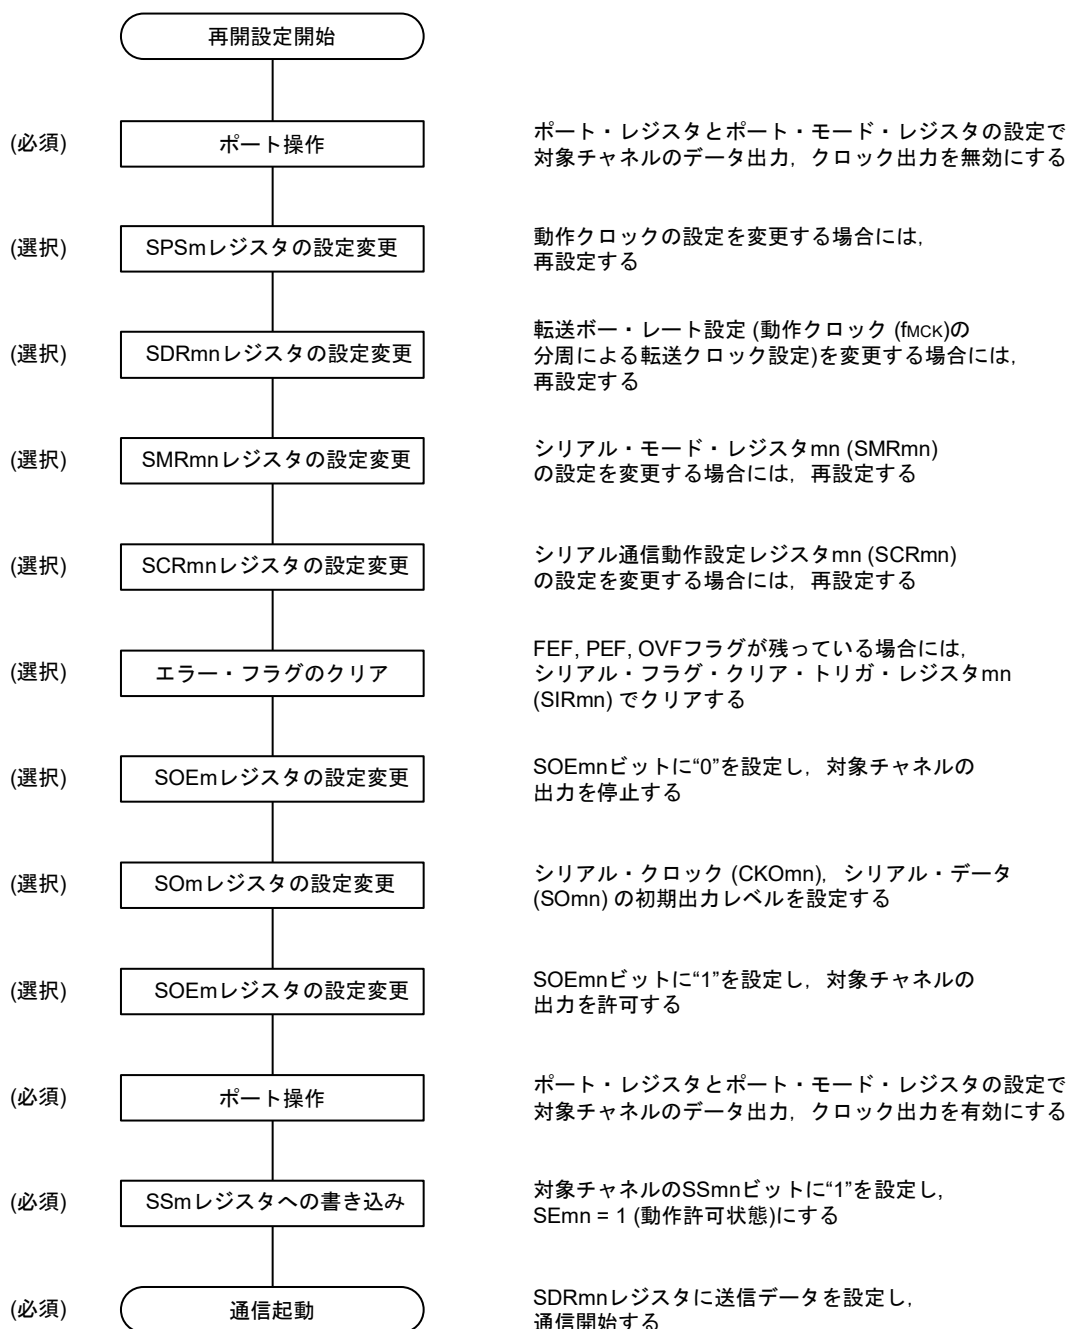 再開設定開始
(必須)
ポート操作
ポート・レジスタとポート・モード・レジスタの設定で
対象チャネルのデータ出力，クロック出力を無効にする
(選択)
SPSmレジスタの設定変更
動作クロックの設定を変更する場合には，
再設定する
(選択)
SDRmnレジスタの設定変更
転送ボー・レート設定 (動作クロック (fMCK)の
分周による転送クロック設定)を変更する場合には，
再設定する
(選択)
SMRmnレジスタの設定変更
シリアル・モード・レジスタmn (SMRmn)
の設定を変更する場合には，再設定する
(選択)
SCRmnレジスタの設定変更
シリアル通信動作設定レジスタmn (SCRmn)
の設定を変更する場合には，再設定する
(選択)
エラー・フラグのクリア
FEF, PEF, OVFフラグが残っている場合には，
シリアル・フラグ・クリア・トリガ・レジスタmn
(SIRmn) でクリアする
(選択)
SOEmレジスタの設定変更
SOEmnビットに“0”を設定し，対象チャネルの
出力を停止する
(選択)
SOmレジスタの設定変更
シリアル・クロック (CKOmn)，シリアル・データ
(SOmn) の初期出力レベルを設定する
(選択)
SOEmレジスタの設定変更
SOEmnビットに“1”を設定し，対象チャネルの
出力を許可する
(必須)
ポート操作
ポート・レジスタとポート・モード・レジスタの設定で
対象チャネルのデータ出力，クロック出力を有効にする
(必須)
SSmレジスタへの書き込み
対象チャネルのSSmnビットに“1”を設定し，
SEmn = 1 (動作許可状態)にする
(必須)
通信起動
SDRmnレジスタに送信データを設定し，
通信開始する